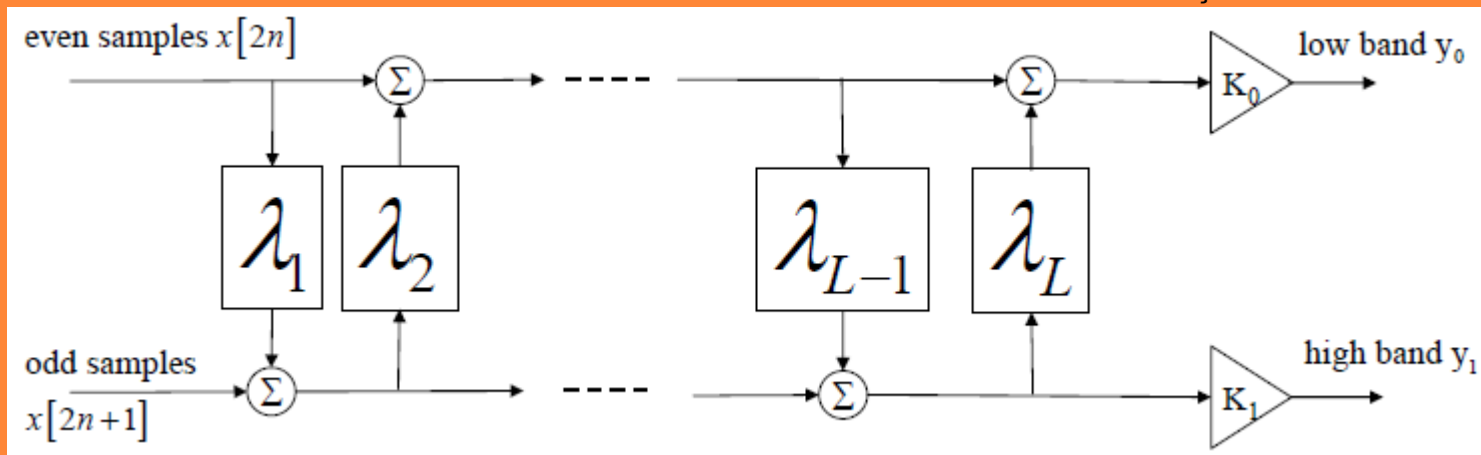 even samples x[2n]
low band y₀
Σ
Σ
K₀
λ₁
λ₂
λ_{L−1}
λ_L
odd samples
x[2n+1]
Σ
Σ
K₁
high band y₁